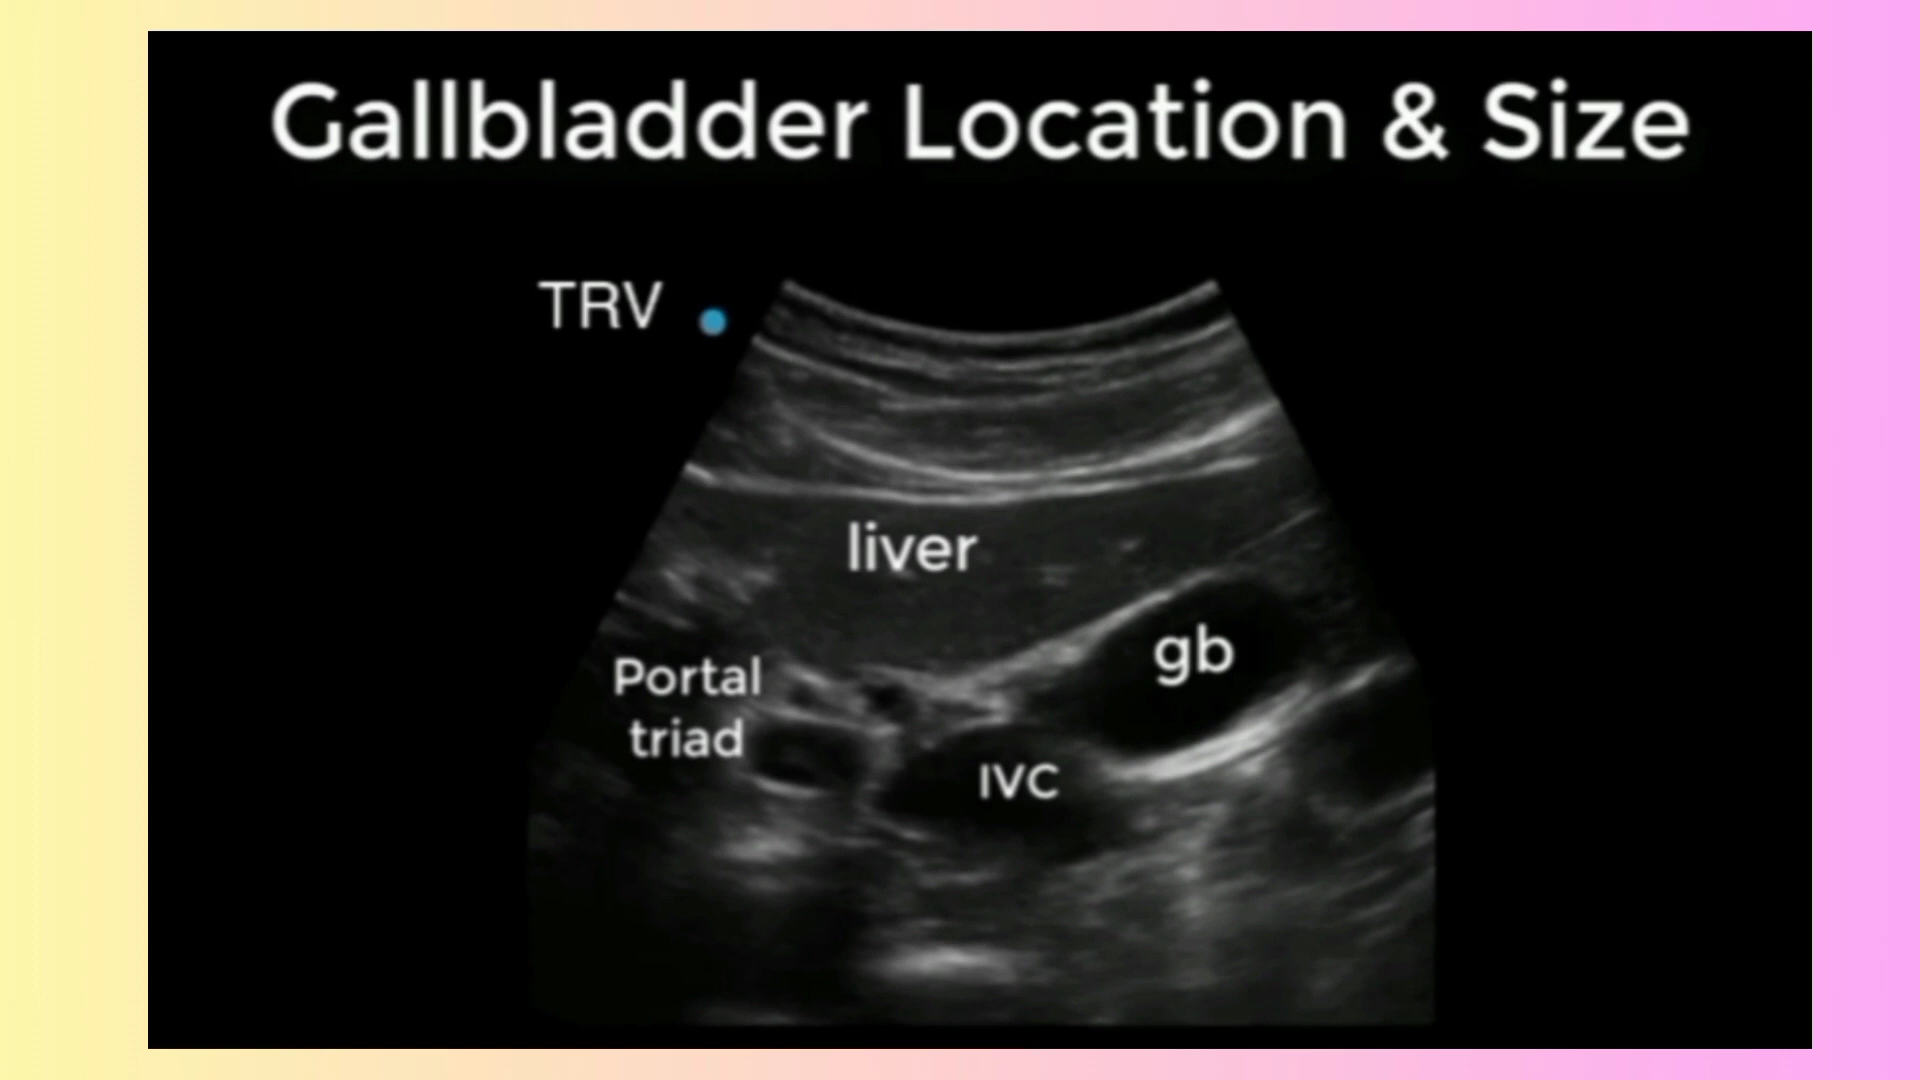 Gallbladder Location & Size
TRV
liver
gb
Portal
triad
IVC